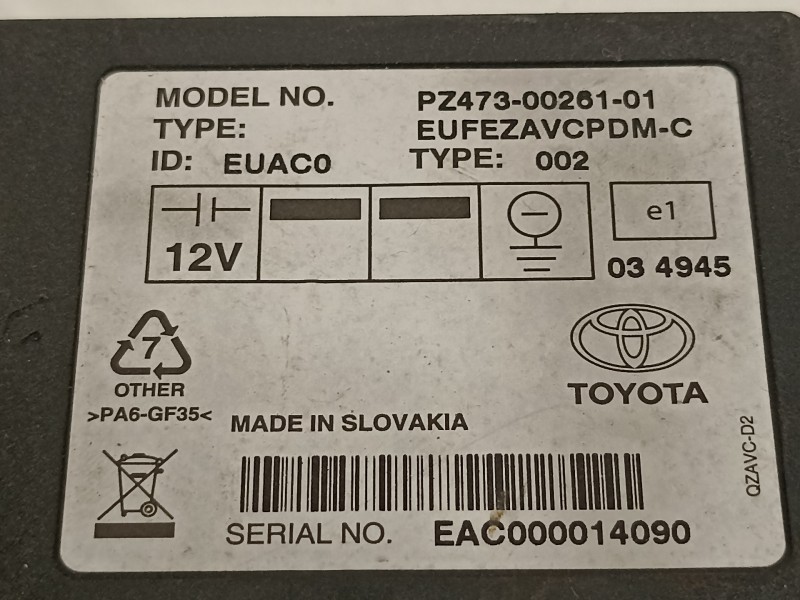 MODEL NO. PZ473-00261-01
TYPE: EUFEZAVCPDM-C
ID: EUAC0 TYPE: 002
12V
e1
03 4945
7
OTHER
>PA6-GF35<
TOYOTA
MADE IN SLOVAKIA
QZAVC-D2
SERIAL NO. EAC000014090